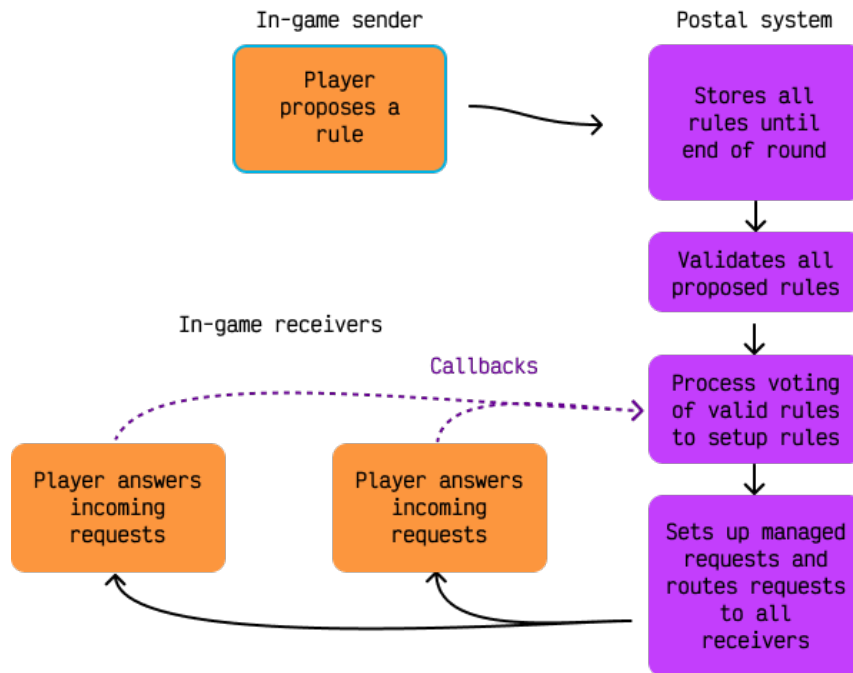 In-game sender
Postal system
Player
proposes a
rule
Stores all
rules until
end of round
Validates all
proposed rules
In-game receivers
Callbacks
Process voting
of valid rules
to setup rules
Player answers
incoming
requests
Player answers
incoming
requests
Sets up managed
requests and
routes requests
to all
receivers